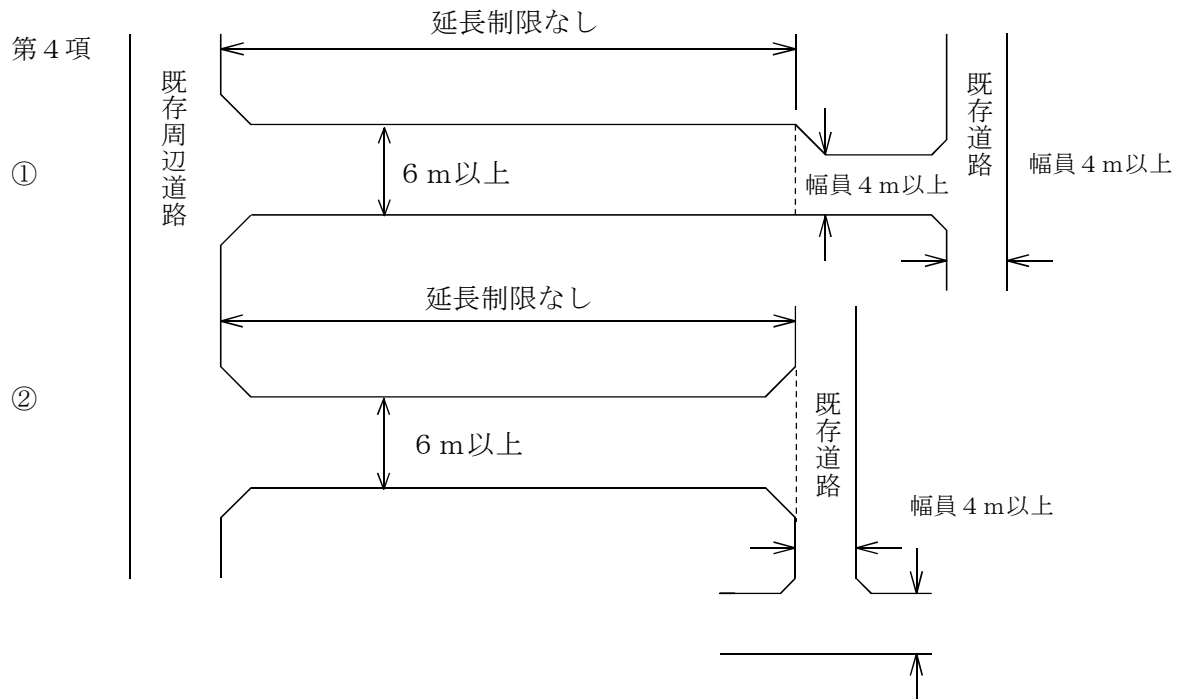 第４項
延長制限なし
既存周辺道路
既存道路
①
６ｍ以上
幅員４ｍ以上
幅員４ｍ以上
延長制限なし
②
６ｍ以上
既存道路
幅員４ｍ以上